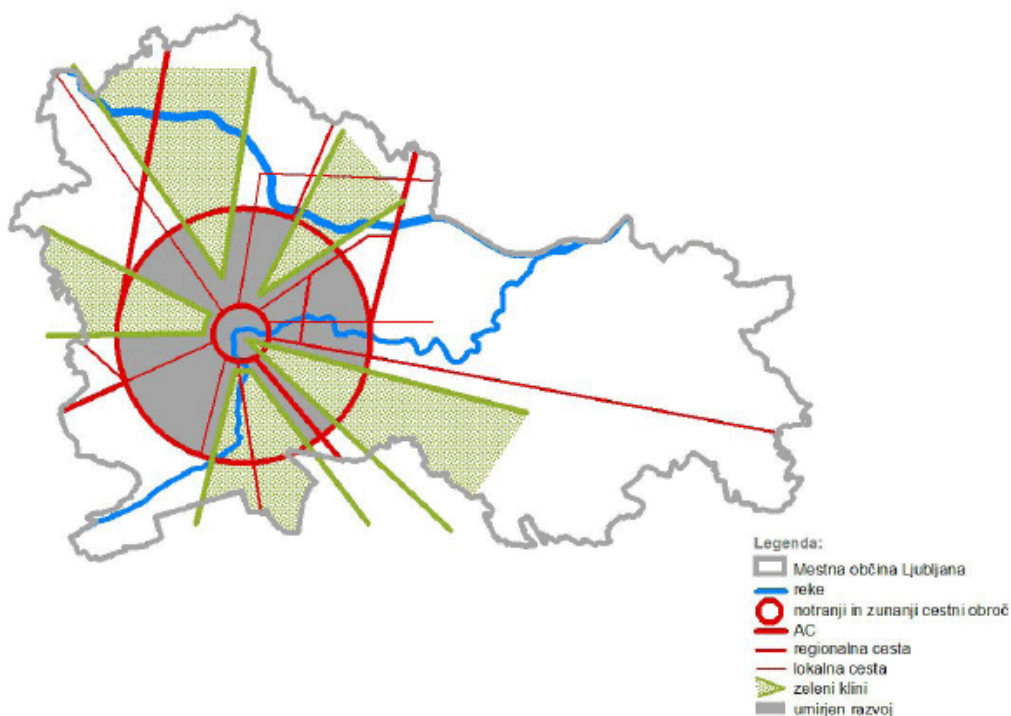 Legenda:
Mestna občina Ljubljana
reke
notranji in zunanji cestni obroč
AC
regionalna cesta
lokalna cesta
zeleni klini
umirjen razvoj